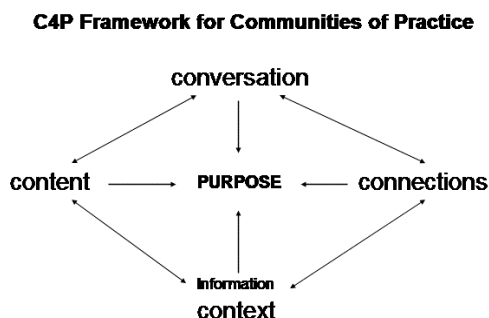 C4P Framework for Communities of Practice
conversation
content
PURPOSE
connections
Information
context